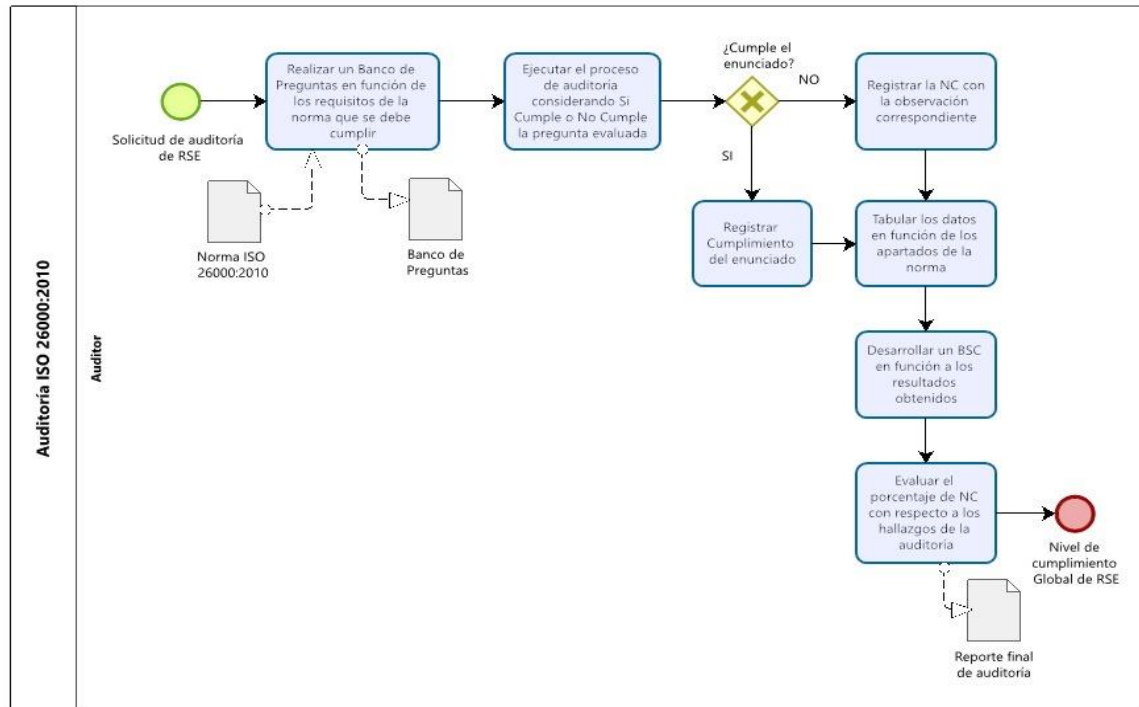 Auditoría ISO 26000:2010
Auditor
Solicitud de auditoría
de RSE
Realizar un Banco de
Preguntas en función de
los requisitos de la
norma que se debe
cumplir
Norma ISO
26000:2010
Banco de
Preguntas
Ejecutar el proceso de
auditoria considerando Si
Cumple o No Cumple
la pregunta evaluada
¿Cumple el
enunciado?
NO
SI
Registrar la NC con
la observación
correspondiente
Registrar
Cumplimiento
del enunciado
Tabular los datos
en función de los
apartados de la
norma
Desarrollar un BSC
en función a los
resultados
obtenidos
Evaluar el
porcentaje de NC
con respecto a los
hallazgos de la
auditoria
Nivel de
cumplimiento
Global de RSE
Reporte final
de auditoría